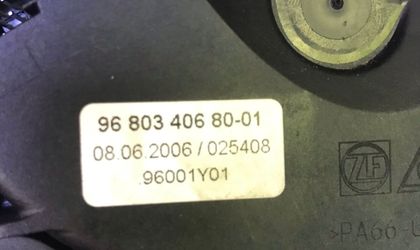 96 803 406 80-01
08.06.2006 / 025408
.96001Y01
ZF
>PA66-